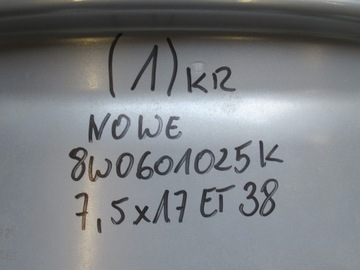 (1) KR
NOWE
8W0601025K
7,5x17 ET 38